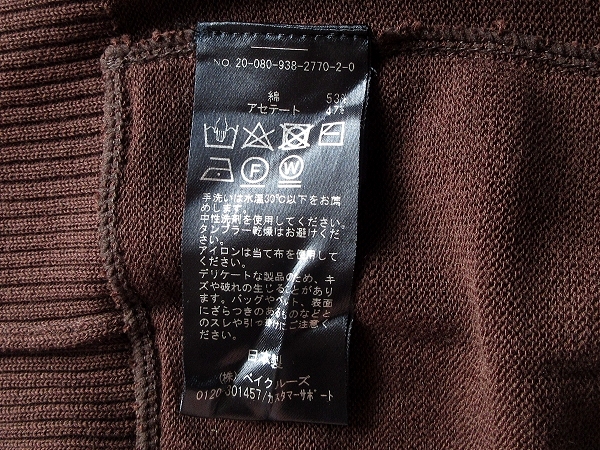 NO. 20-080-938-2770-2-0
綿 53%
アセテート 47%
F W
手洗いは水温30℃以下をお薦
めします。
中性洗剤を使用してください。
タンブラー乾燥はお避けくださ
い。
アイロンは当て布を使用して
ください。
デリケートな製品のため、キ
ズや破れの生じることがあり
ます。バッグやベルト、表面
にざらつきのあるものなどと
のスレや引っ掛けにご注意く
ださい。
日本製
(株)ベイクルーズ
0120-301457/カスタマーサポート